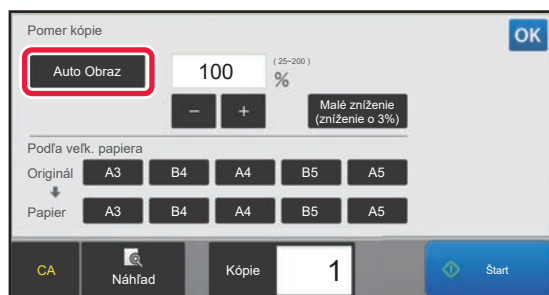 Pomer kópie
OK
Auto Obraz
100
(25~200)
%
−
+
Malé zníženie
(zníženie o 3%)
Podľa veľk. papiera
Originál
A3
B4
A4
B5
A5
Papier
A3
B4
A4
B5
A5
CA
Náhľad
Kópie
1
Štart